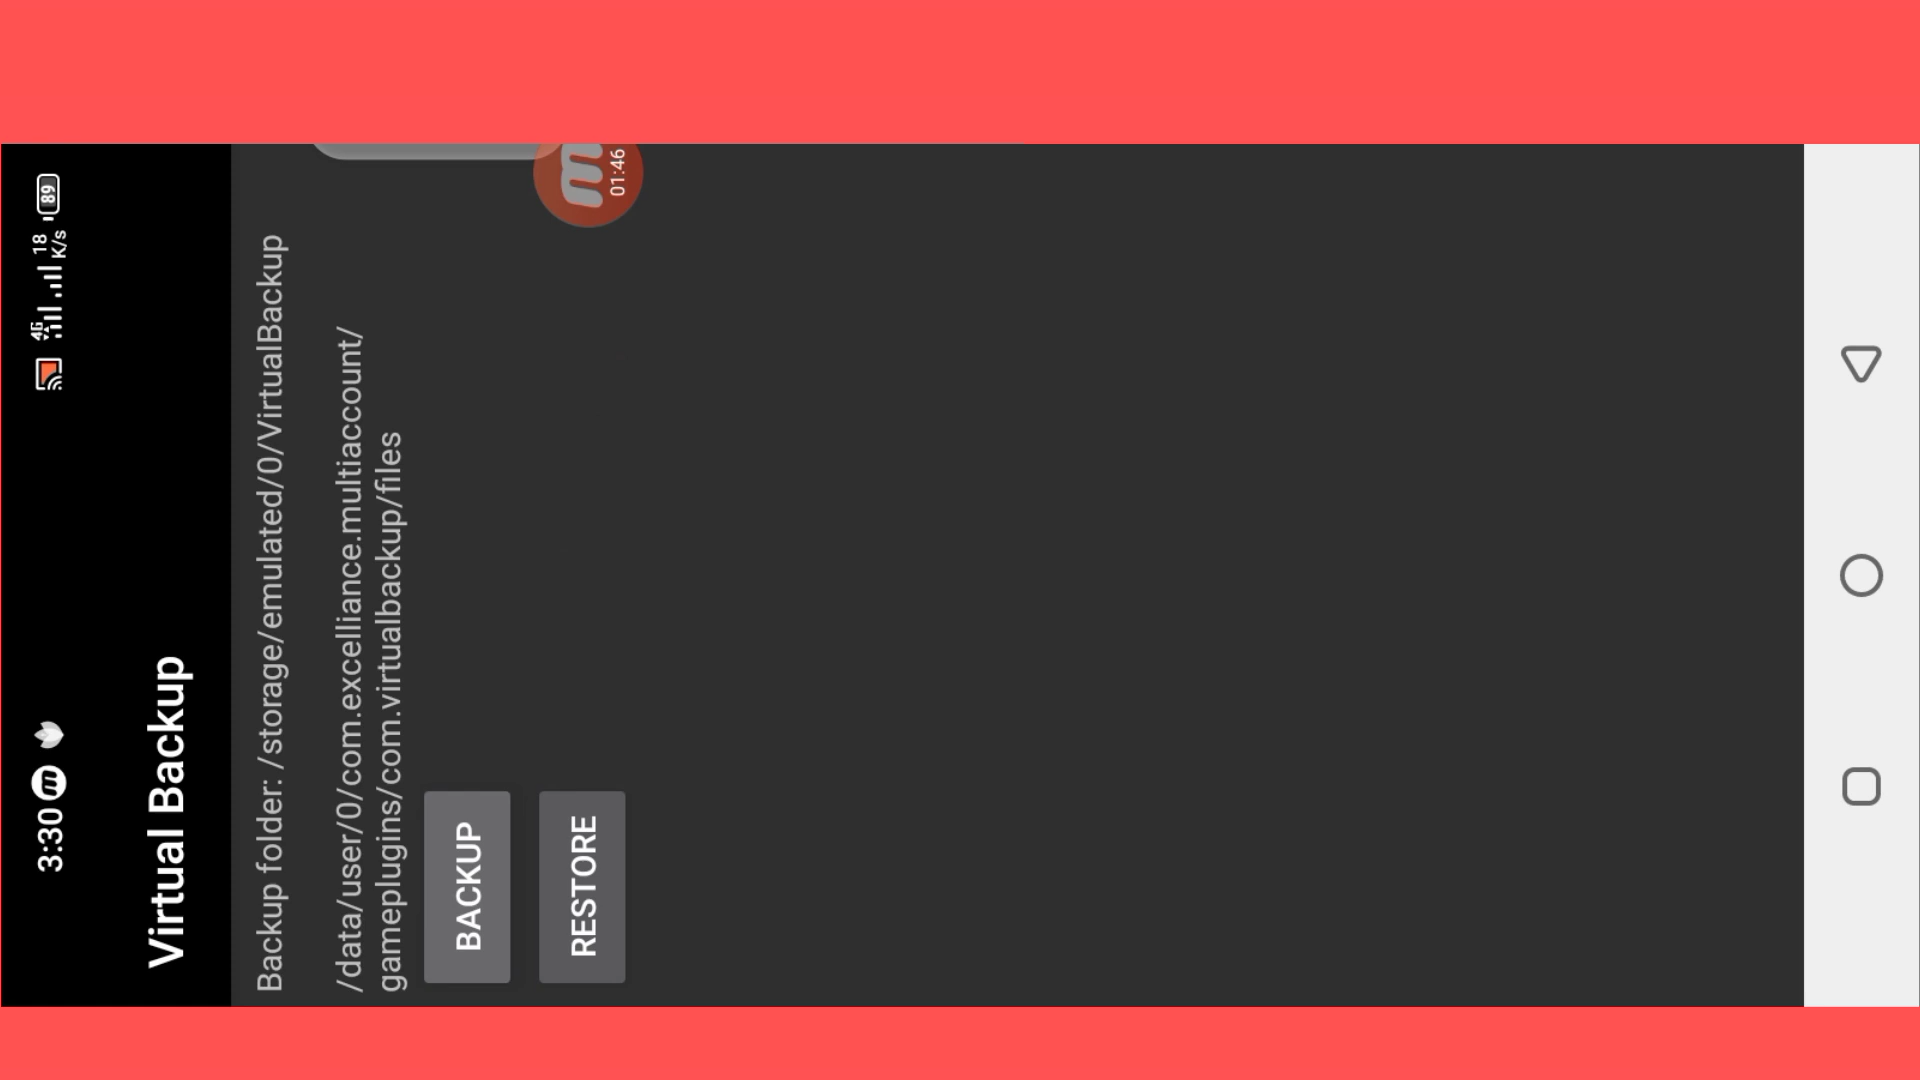 3:30
4G
18
K/s
89
Virtual Backup
Backup folder: /storage/emulated/0/VirtualBackup
/data/user/0/com.excelliance.multiaccount/
gameplugins/com.virtualbackup/files
BACKUP
RESTORE
m
01:46